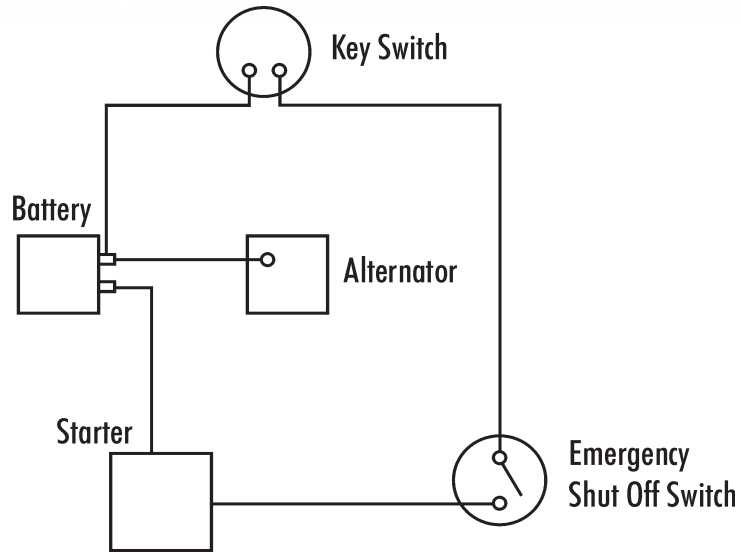 Key Switch
Battery
Alternator
Starter
Emergency
Shut Off Switch